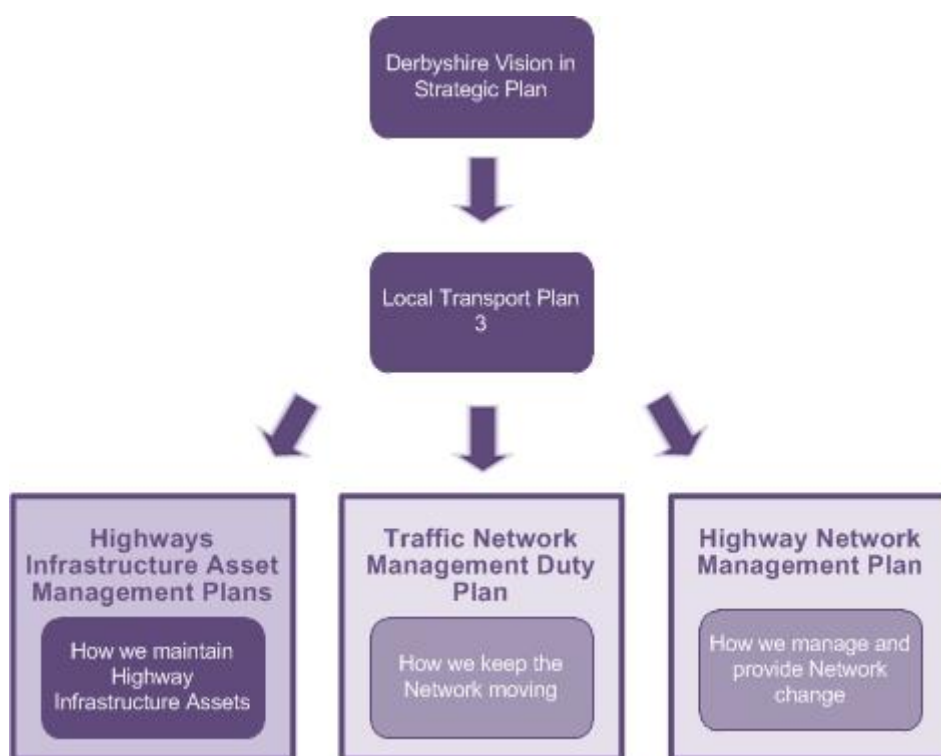 Derbyshire Vision in
Strategic Plan
Local Transport Plan
3
Highways
Infrastructure Asset
Management Plans
How we maintain
Highway
Infrastructure Assets
Traffic Network
Management Duty
Plan
How we keep the
Network moving
Highway Network
Management Plan
How we manage and
provide Network
change